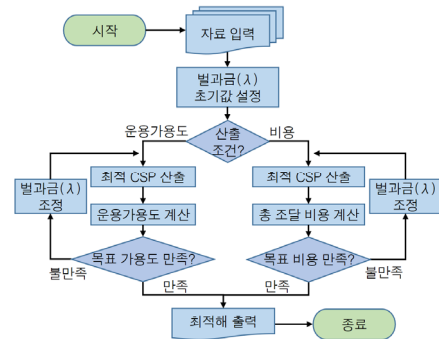 시작
자료 입력
벌과금(λ)
초기값 설정
운용가용도
산출
조건?
비용
벌과금(λ)
조정
최적 CSP 산출
운용가용도 계산
목표 가용도 만족?
불만족
만족
최적 CSP 산출
총 조달 비용 계산
목표 비용 만족?
벌과금(λ)
조정
불만족
만족
최적해 출력
종료